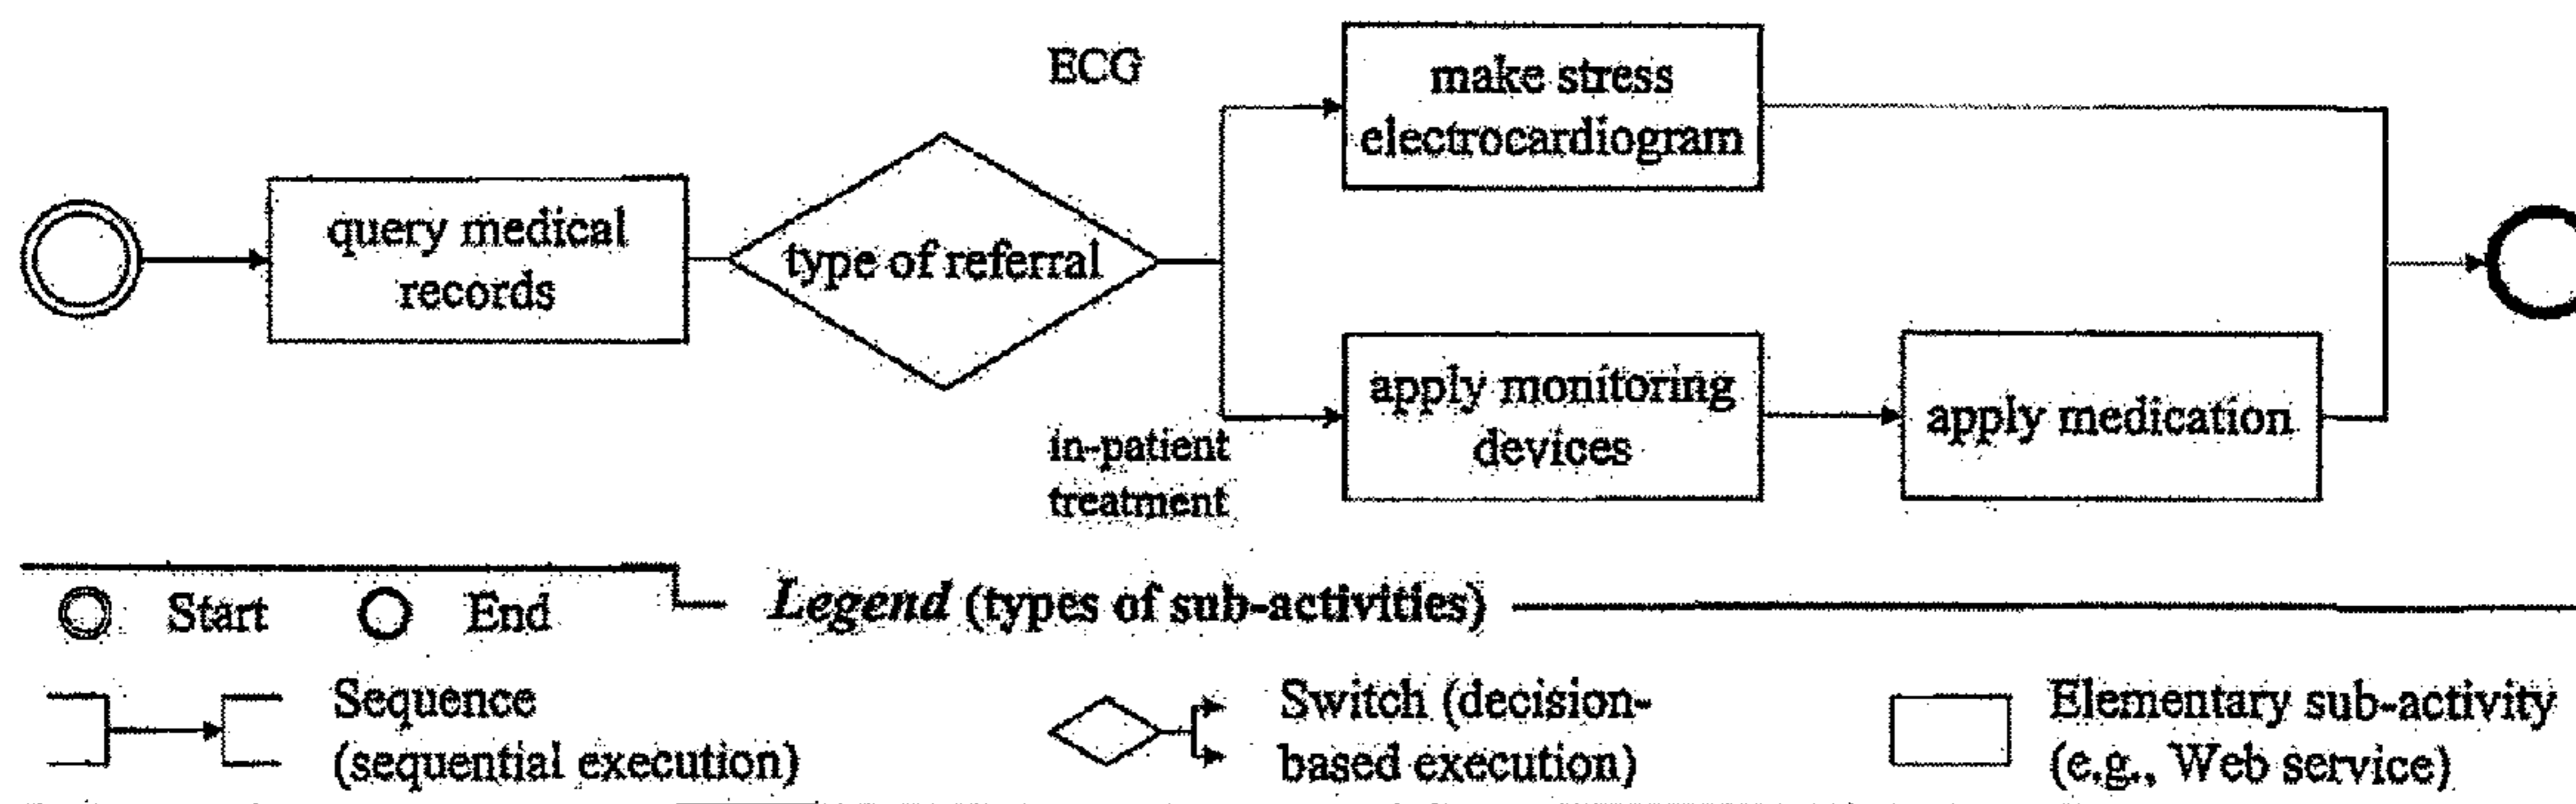 ECG
make stress
electrocardiogram
query medical
records
type of referral
in-patient
treatment
apply monitoring
devices
apply medication
Start
End
Legend (types of sub-activities)
Sequence
(sequential execution)
Switch (decision-
based execution)
Elementary sub-activity
(e.g., Web service)